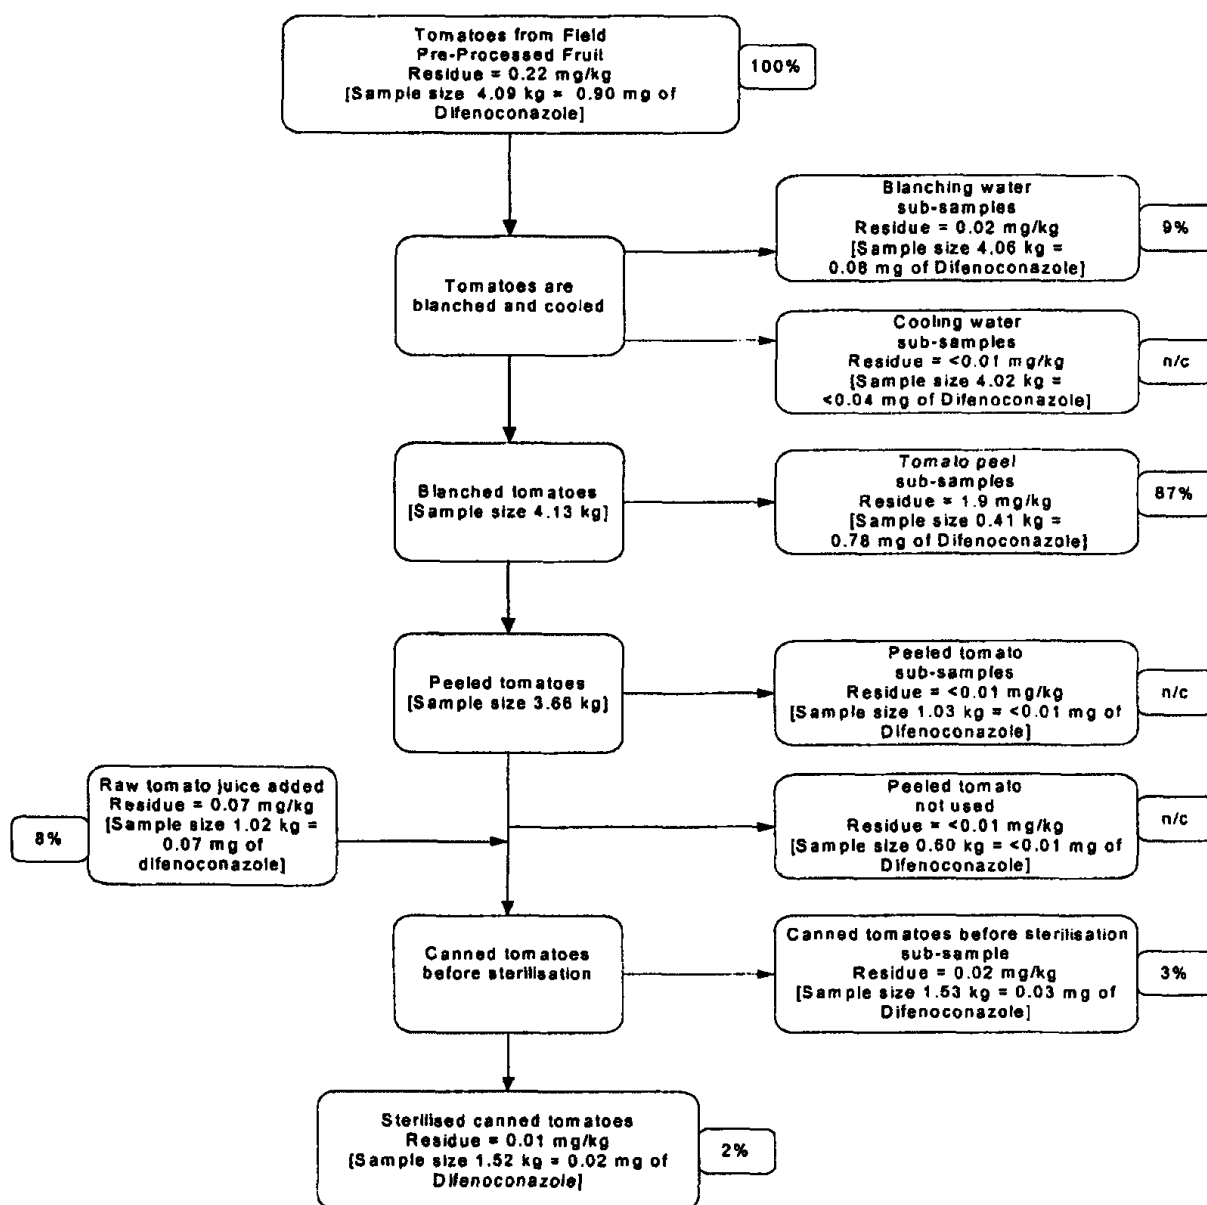 Tomatoes from Field
Pre-Processed Fruit
Residue = 0.22 mg/kg
[Sample size 4.09 kg = 0.90 mg of
Difenoconazole]
100%
Blanching water
sub-samples
Residue = 0.02 mg/kg
[Sample size 4.06 kg =
0.08 mg of Difenoconazole]
9%
Tomatoes are
blanched and cooled
Cooling water
sub-samples
Residue = <0.01 mg/kg
[Sample size 4.02 kg =
<0.04 mg of Difenoconazole]
n/c
Blanched tomatoes
[Sample size 4.13 kg]
Tomato peel
sub-samples
Residue = 1.9 mg/kg
[Sample size 0.41 kg =
0.78 mg of Difenoconazole]
87%
Peeled tomatoes
[Sample size 3.66 kg]
Peeled tomato
sub-samples
Residue = <0.01 mg/kg
[Sample size 1.03 kg = <0.01 mg of
Difenoconazole]
n/c
8%
Raw tomato juice added
Residue = 0.07 mg/kg
[Sample size 1.02 kg =
0.07 mg of
difenoconazole]
Peeled tomato
not used
Residue = <0.01 mg/kg
[Sample size 0.60 kg = <0.01 mg of
Difenoconazole]
n/c
Canned tomatoes
before sterilisation
Canned tomatoes before sterilisation
sub-sample
Residue = 0.02 mg/kg
[Sample size 1.53 kg = 0.03 mg of
Difenoconazole]
3%
Sterilised canned tomatoes
Residue = 0.01 mg/kg
[Sample size 1.52 kg = 0.02 mg of
Difenoconazole]
2%